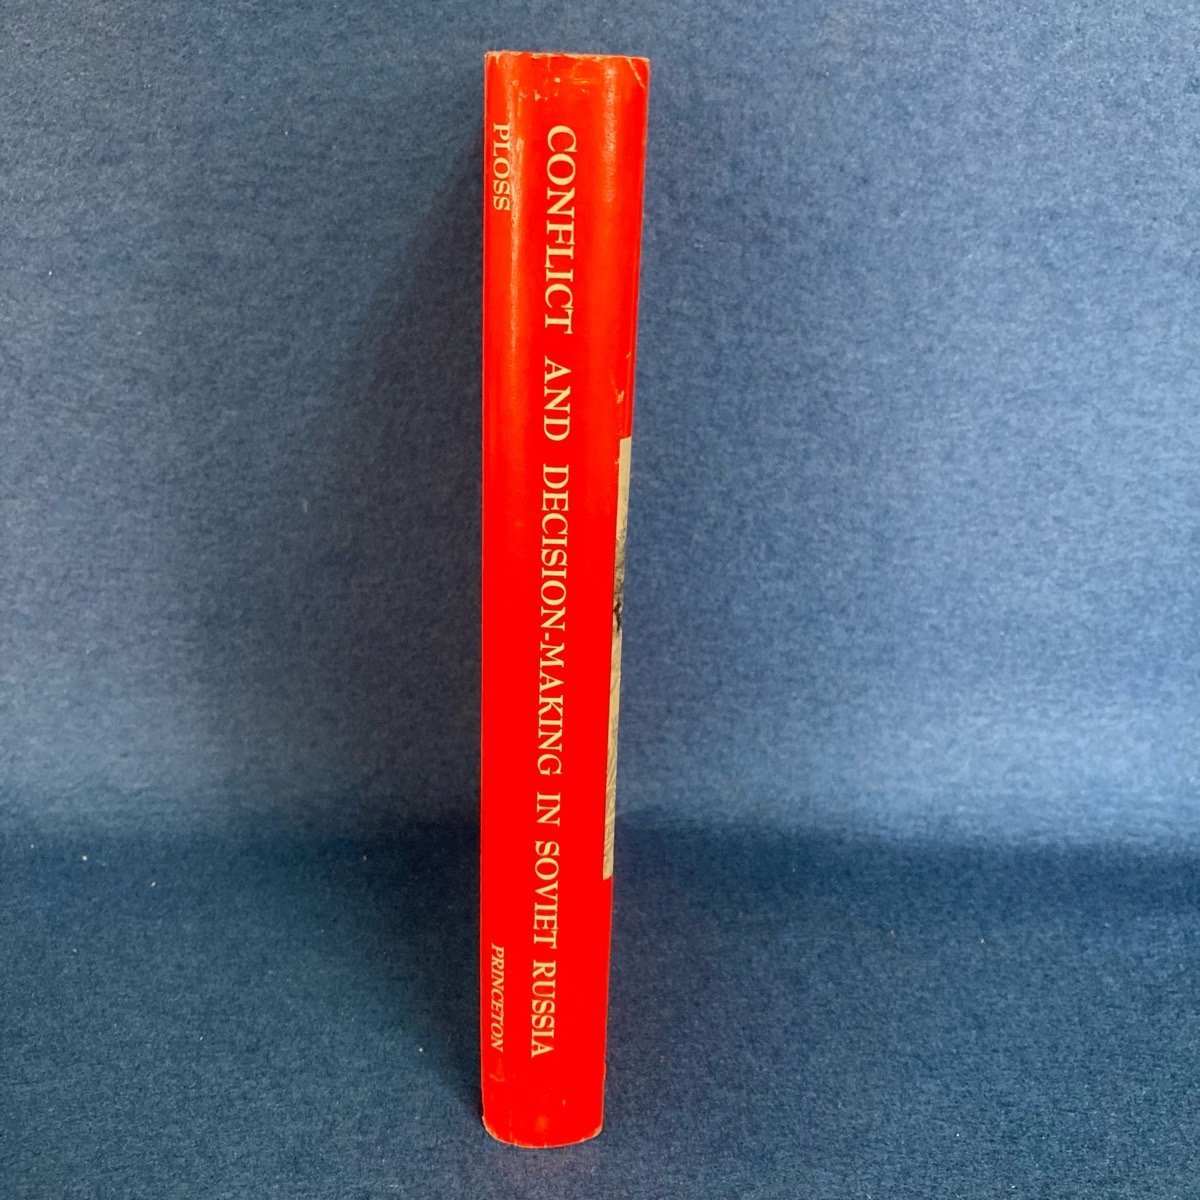 CONFLICT AND DECISION-MAKING IN SOVIET RUSSIA
PLOSS
PRINCETON